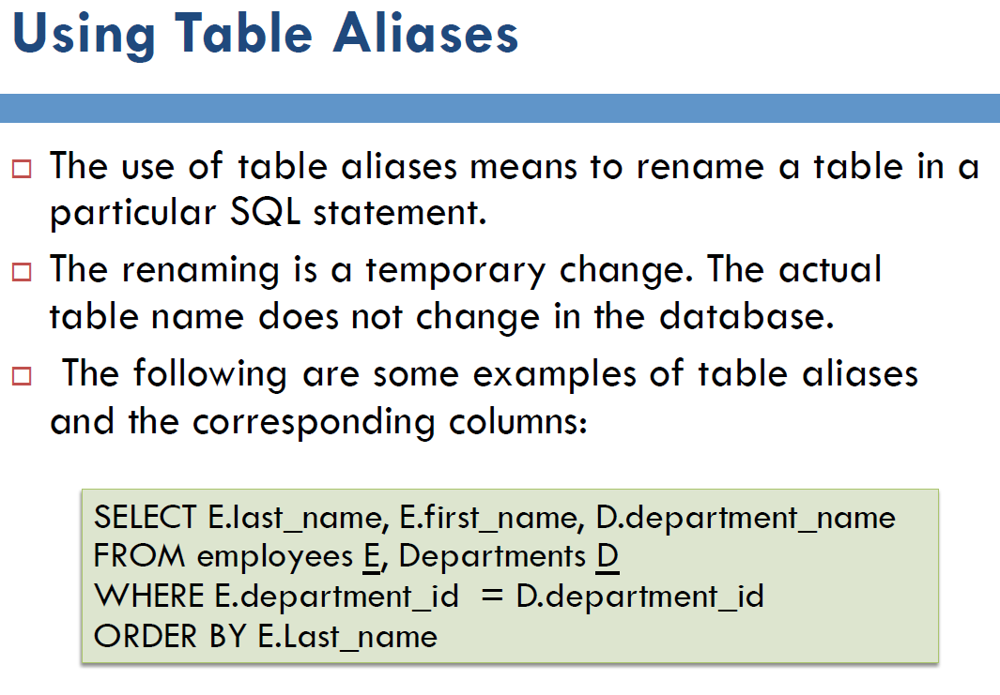 Using Table Aliases
The use of table aliases means to rename a table in a
particular SQL statement.
The renaming is a temporary change. The actual
table name does not change in the database.
The following are some examples of table aliases
and the corresponding columns:
SELECT E.last_name, E.first_name, D.department_name
FROM employees E, Departments D
WHERE E.department_id = D.department_id
ORDER BY E.Last_name